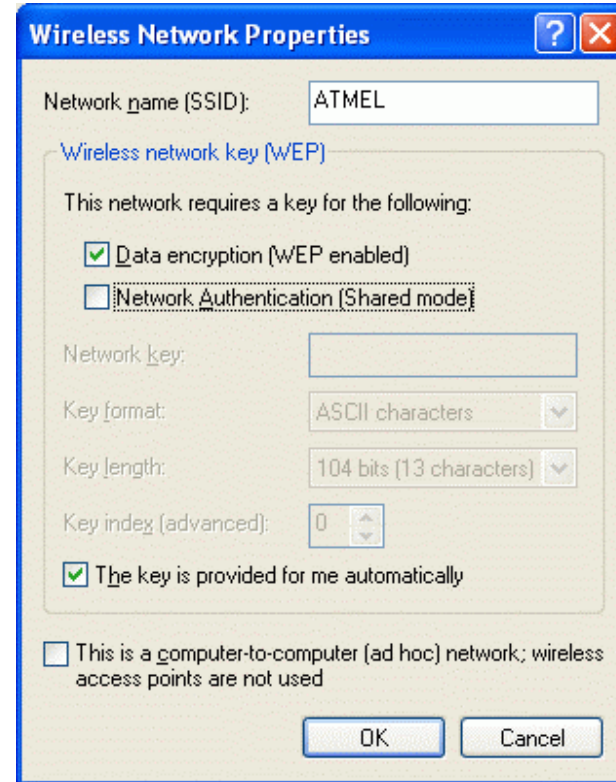 Wireless Network Properties
Network name (SSID): ATMEL
Wireless network key (WEP)
This network requires a key for the following:
Data encryption (WEP enabled)
Network Authentication (Shared mode)
Network key:
Key format: ASCII characters
Key length: 104 bits (13 characters)
Key index (advanced): 0
The key is provided for me automatically
This is a computer-to-computer (ad hoc) network; wireless
access points are not used
OK Cancel